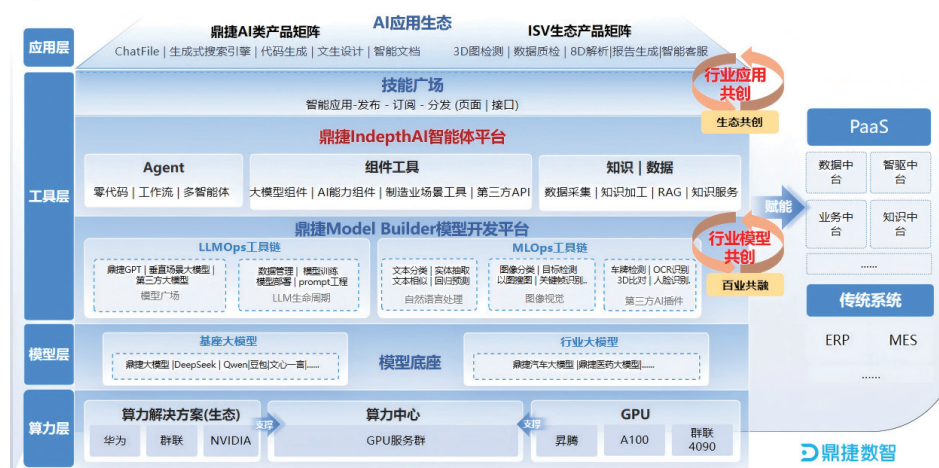 应用层
AI应用生态
鼎捷AI类产品矩阵
ISV生态产品矩阵
ChatFile | 生成式搜索引擎 | 代码生成 | 文生设计 | 智能文档
3D图检测 | 数据质检 | 8D解析|报告生成|智能客服
工具层
技能广场
智能应用-发布 - 订阅 - 分发 (页面 | 接口)
行业应用
共创
生态共创
鼎捷IndepthAI智能体平台
Agent
零代码 | 工作流 | 多智能体
组件工具
大模型组件 | AI能力组件 | 制造业场景工具 | 第三方API
知识 | 数据
数据采集 | 知识加工 | RAG | 知识服务
鼎捷Model Builder模型开发平台
LLMOps工具链
鼎捷GPT | 垂直场景大模型 |
第三方大模型
模型广场
数据管理 | 模型训练
模型部署 | prompt工程
LLM生命周期
MLOps工具链
文本分类 | 实体抽取
文本相似 | 回归预测
自然语言处理
图像分类 | 目标检测
以图搜图 | 关键帧识别..
图像视觉
车牌检测 | OCR识别
3D比对 | 人脸识别.
第三方AI插件
行业模型
共创
百业共融
模型层
基座大模型
鼎捷大模型 |DeepSeek | Qwen|豆包|文心一言|......
模型底座
行业大模型
鼎捷汽车大模型 |鼎捷医药大模型|......
算力层
算力解决方案(生态)
华为
群联
NVIDIA
支撑
算力中心
GPU服务群
支撑
GPU
昇腾
A100
群联
4090
赋能
PaaS
数据中
台
智驱中
台
业务中
台
知识中
台
......
传统系统
ERP
MES
......
鼎捷数智